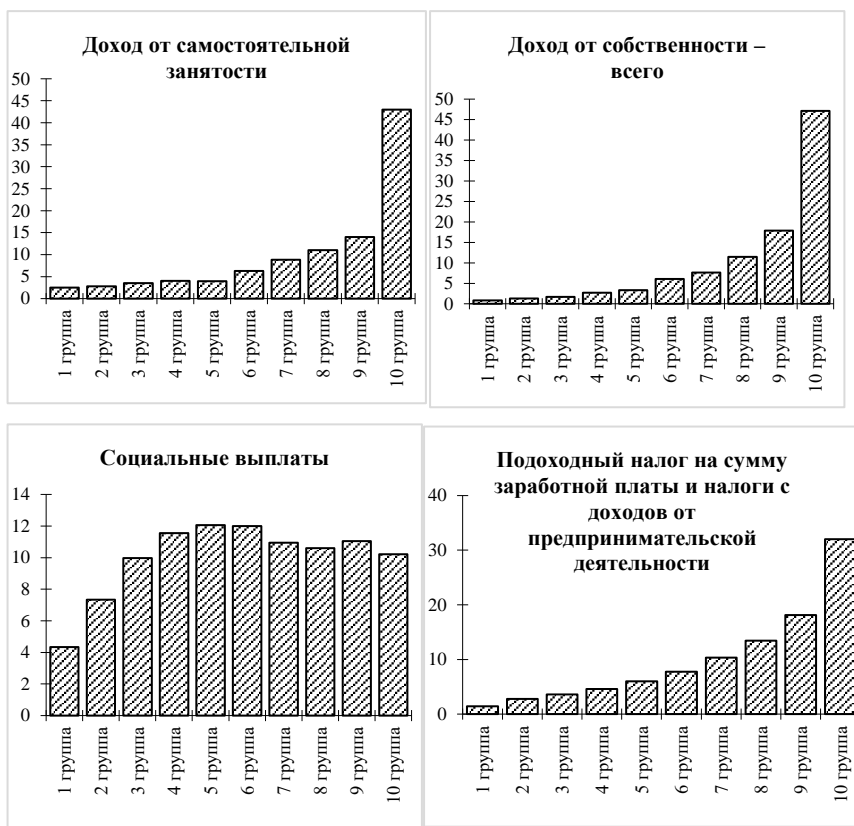 Доход от самостоятельной
занятости
50
45
40
35
30
25
20
15
10
5
0
1 группа
2 группа
3 группа
4 группа
5 группа
6 группа
7 группа
8 группа
9 группа
10 группа
Доход от собственности –
всего
50
45
40
35
30
25
20
15
10
5
0
1 группа
2 группа
3 группа
4 группа
5 группа
6 группа
7 группа
8 группа
9 группа
10 группа
Социальные выплаты
14
12
10
8
6
4
2
0
1 группа
2 группа
3 группа
4 группа
5 группа
6 группа
7 группа
8 группа
9 группа
10 группа
Подоходный налог на сумму
заработной платы и налоги с
доходов от
предпринимательской
деятельности
40
30
20
10
0
1 группа
2 группа
3 группа
4 группа
5 группа
6 группа
7 группа
8 группа
9 группа
10 группа